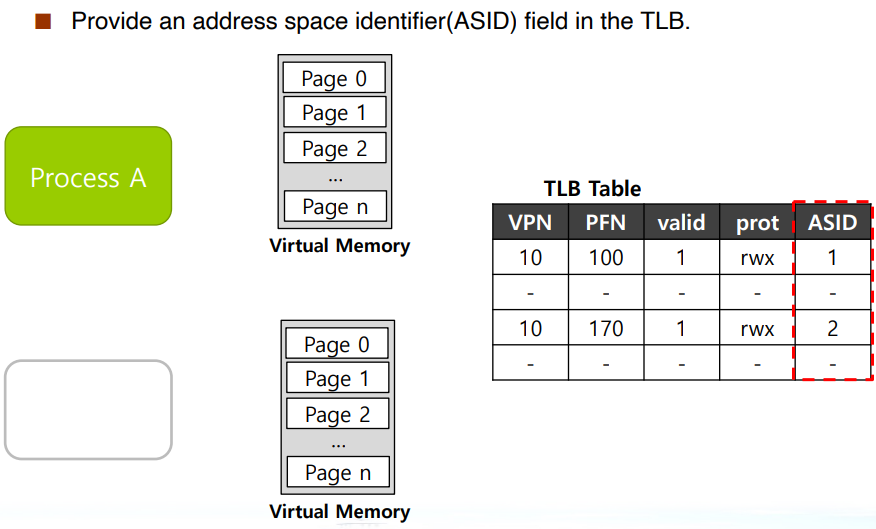 Provide an address space identifier(ASID) field in the TLB.
Process A
Page 0
Page 1
Page 2
...
Page n
Virtual Memory
TLB Table
VPN PFN valid prot ASID
10 100 1 rwx 1
- - - - -
10 170 1 rwx 2
- - - - -
Page 0
Page 1
Page 2
...
Page n
Virtual Memory